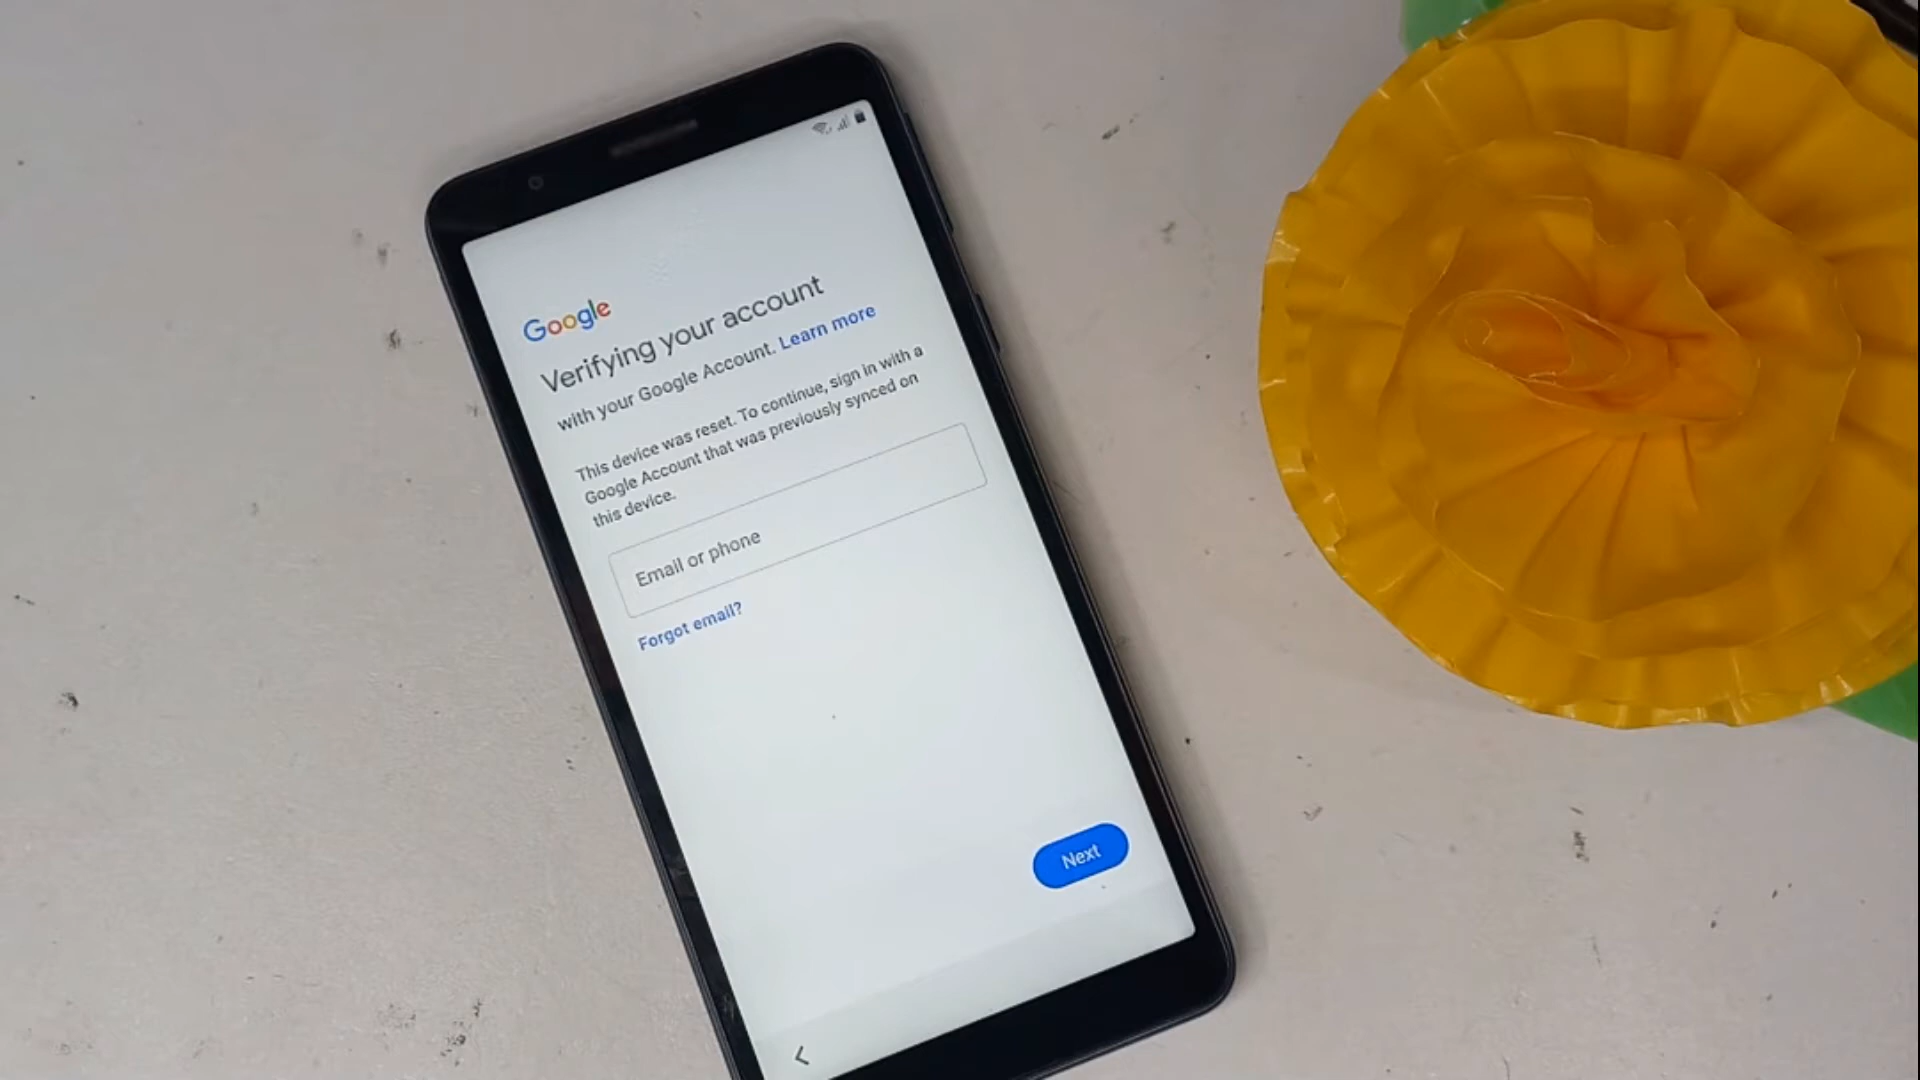 Google
Verifying your account
with your Google Account. Learn more
This device was reset. To continue, sign in with a
Google Account that was previously synced on
this device.
Email or phone
Forgot email?
Next